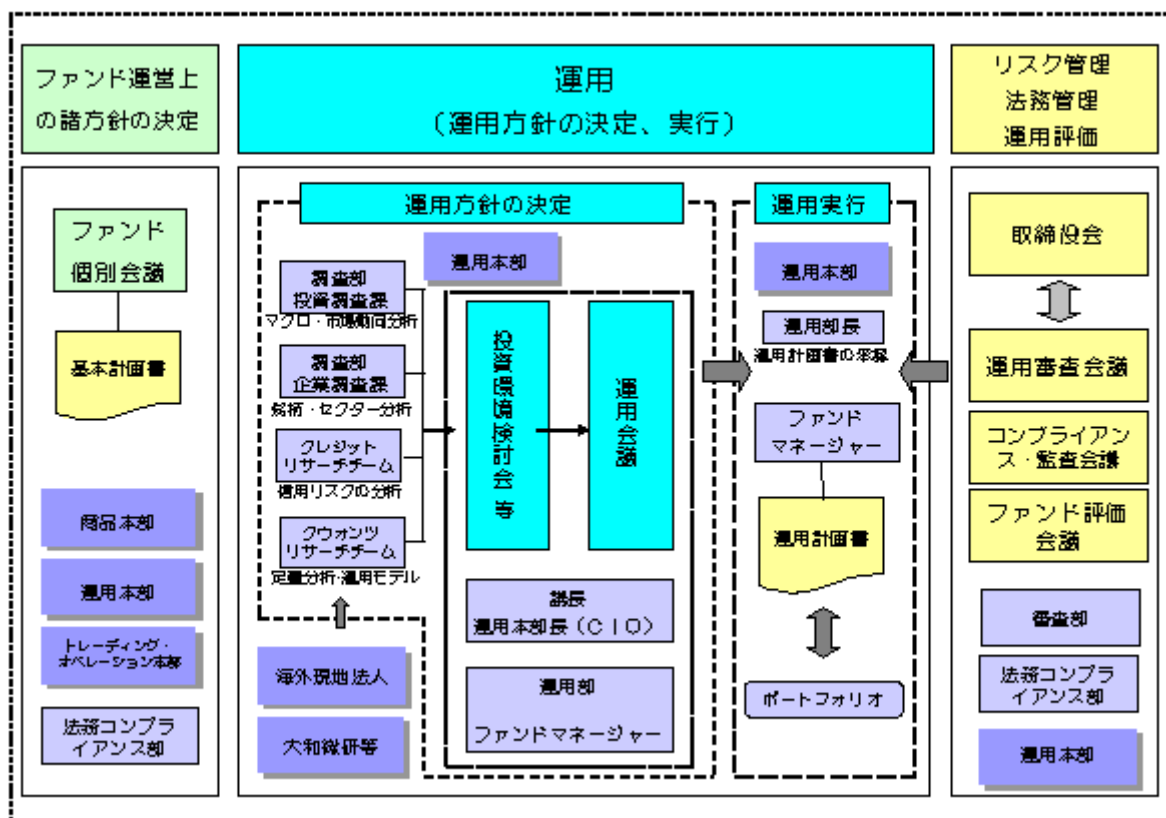 ファンド運営上
の諸方針の決定
運用
(運用方針の決定、実行)
リスク管理
法務管理
運用評価
ファンド
個別会議
基本計画書
商品本部
運用本部
トレーディング・
オペレーション本部
法務コンプラ
イアンス部
運用方針の決定
運用本部
調査部
投資調査課
マクロ・市場動向分析
調査部
企業調査課
銘柄・セクター分析
クレジット
リサーチチーム
信用リスクの分析
クウォンツ
リサーチチーム
定量分析・運用モデル
海外現地法人
大和総研等
投資環境検討会 等
運用会議
議長
運用本部長(CIO)
運用部
ファンドマネージャー
運用実行
運用本部
運用部長
運用計画書の承認
ファンド
マネージャー
運用計画書
ポートフォリオ
取締役会
運用審査会議
コンプライアン
ス・監査会議
ファンド評価
会議
審査部
法務コンプラ
イアンス部
運用本部